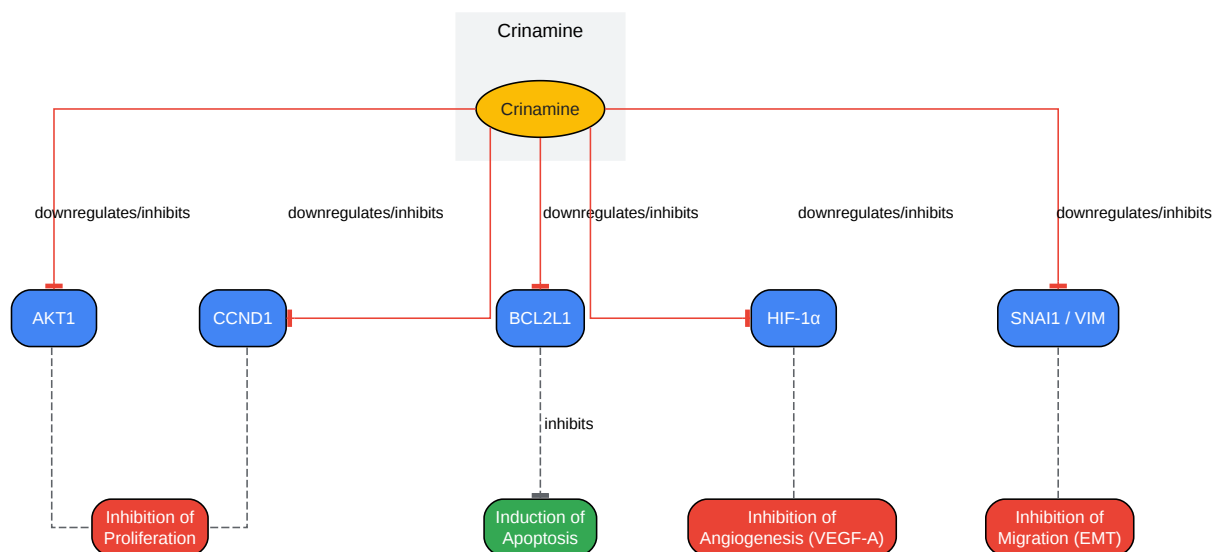 Crinamine
Crinamine
downregulates/inhibits
downregulates/inhibits
downregulates/inhibits
downregulates/inhibits
downregulates/inhibits
AKT1
CCND1
BCL2L1
HIF-1α
SNAI1 / VIM
inhibits
Inhibition of
Proliferation
Induction of
Apoptosis
Inhibition of
Angiogenesis (VEGF-A)
Inhibition of
Migration (EMT)